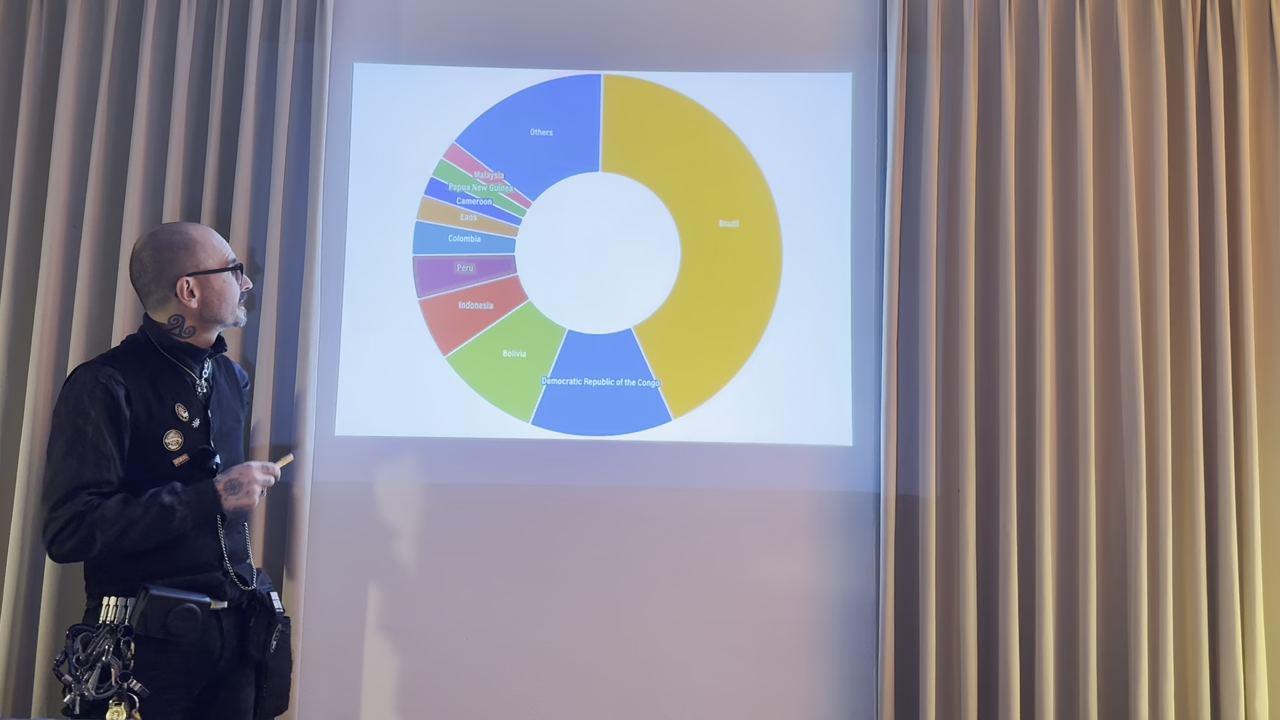 Others
Malaysia
Papua New Guinea
Cameroon
Laos
Colombia
Peru
Indonesia
Bolivia
Democratic Republic of the Congo
Brazil